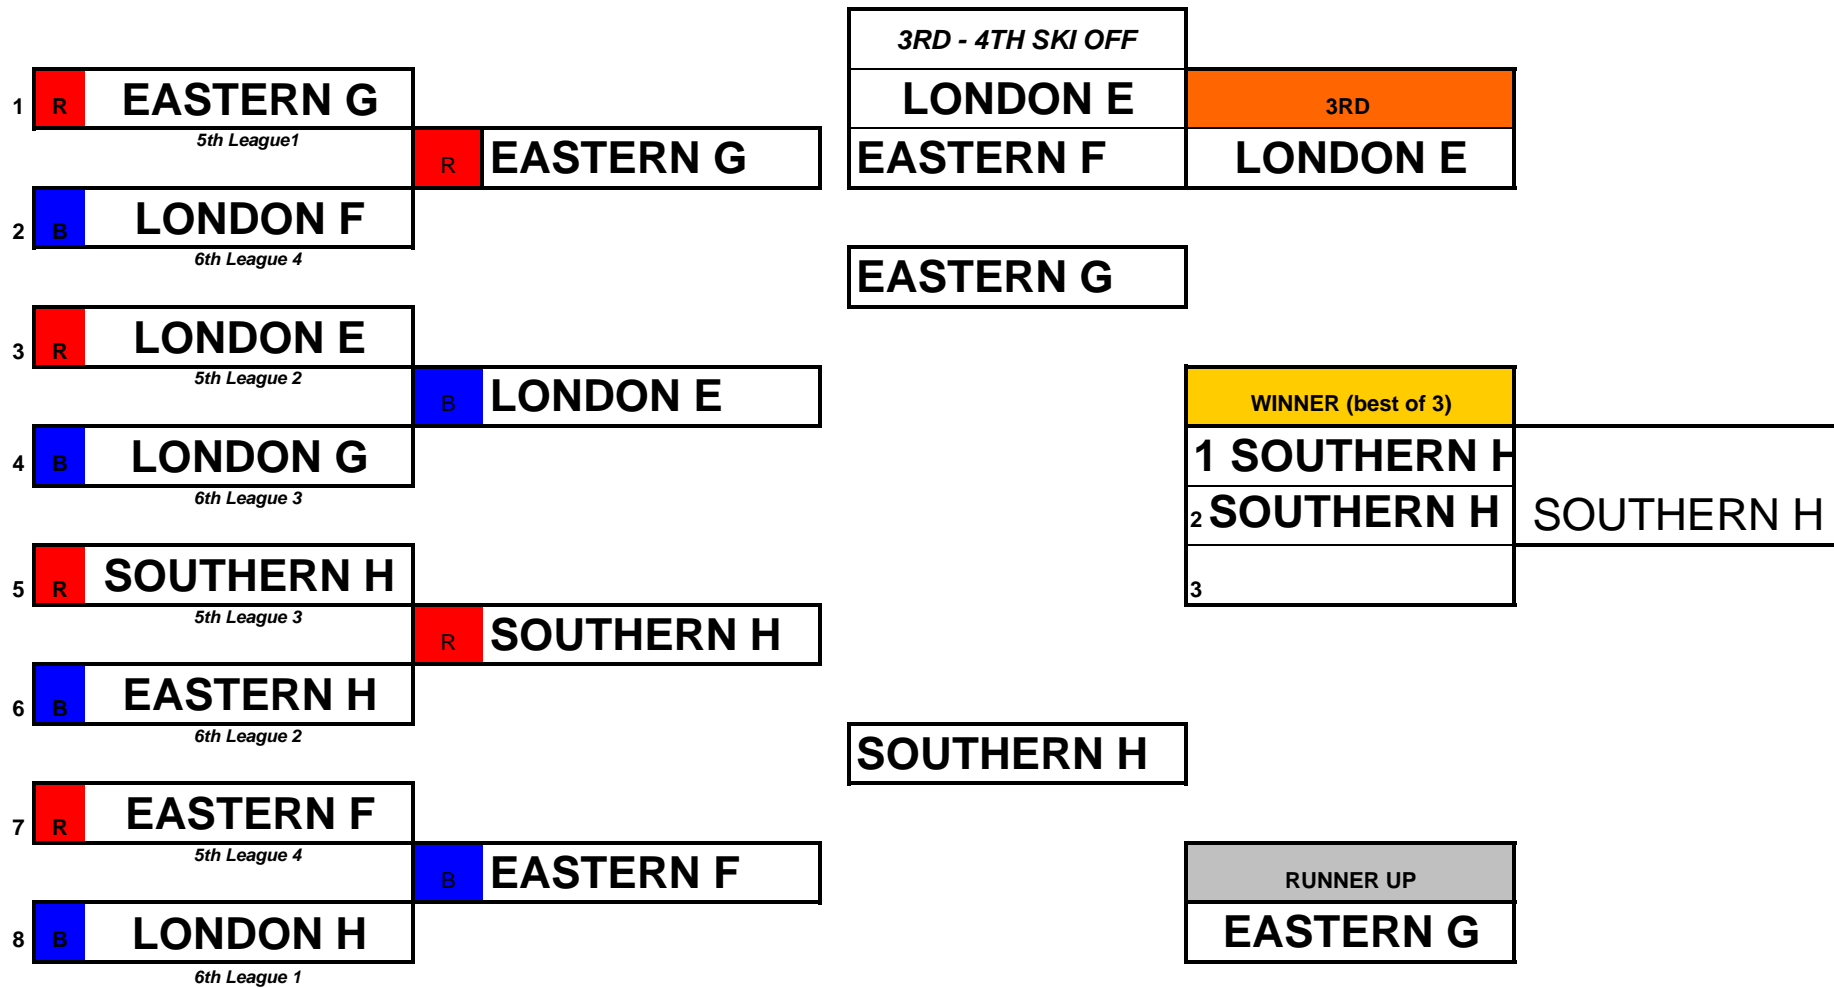 3RD - 4TH SKI OFF
1 R EASTERN G
LONDON E
3RD
5th League1
R EASTERN G
EASTERN F
LONDON E
2 B LONDON F
6th League 4
EASTERN G
3 R LONDON E
5th League 2
B LONDON E
WINNER (best of 3)
4 B LONDON G
1 SOUTHERN H
6th League 3
2 SOUTHERN H
SOUTHERN H
5 R SOUTHERN H
3
5th League 3
R SOUTHERN H
6 B EASTERN H
6th League 2
SOUTHERN H
7 R EASTERN F
5th League 4
B EASTERN F
RUNNER UP
8 B LONDON H
EASTERN G
6th League 1